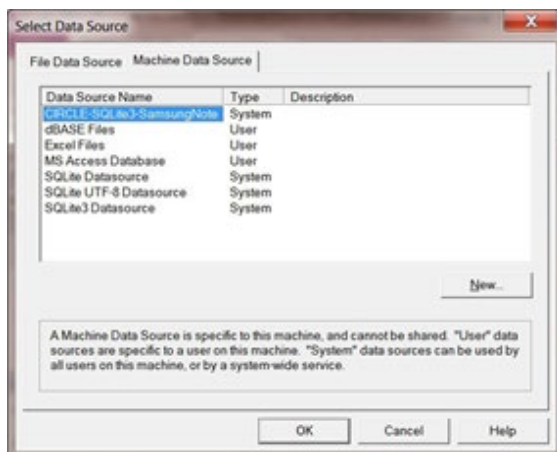 Select Data Source
File Data Source Machine Data Source
Data Source Name Type Description
CIRCLE-SQLite3-SamsungNote System
dBASE Files User
Excel Files User
MS Access Database User
SQLite Datasource System
SQLite UTF-8 Datasource System
SQLite3 Datasource System
New...
A Machine Data Source is specific to this machine, and cannot be shared. "User" data
sources are specific to a user on this machine. "System" data sources can be used by
all users on this machine, or by a system-wide service.
OK Cancel Help